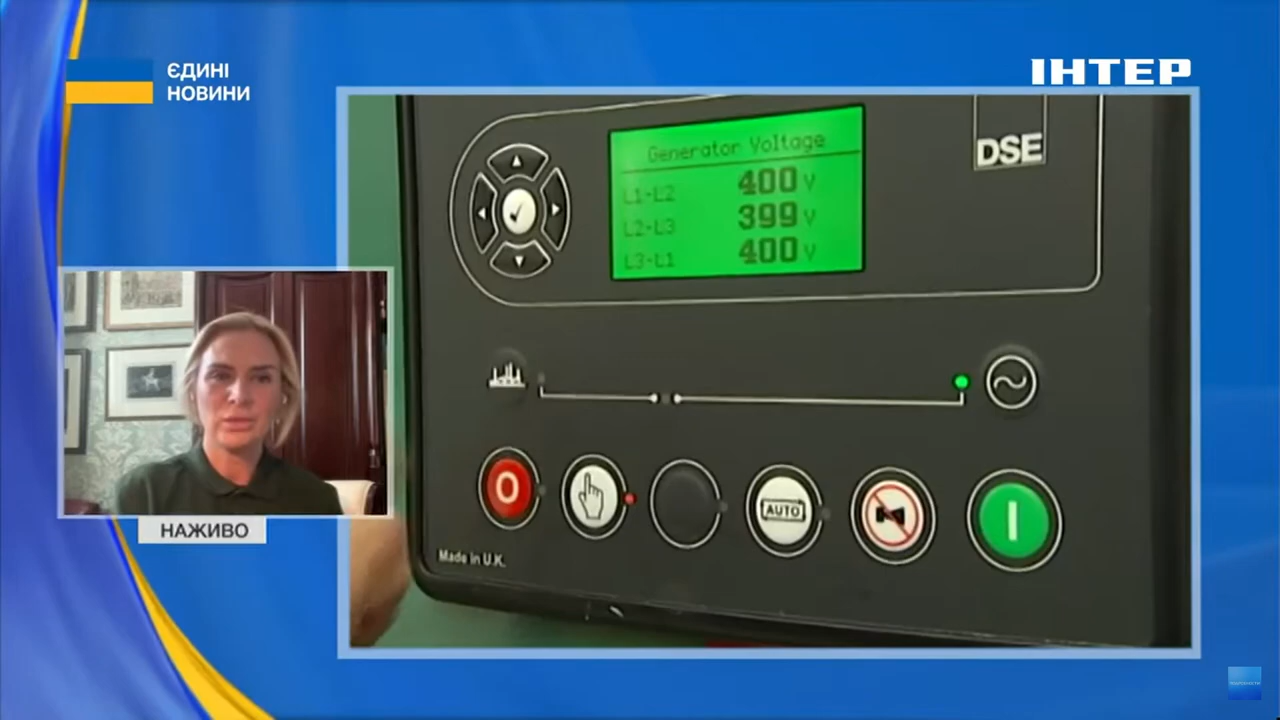 ЄДИНІ
НОВИНИ
ІНТЕР
DSE
Generator Voltage
L1-L2 400 V
L2-L3 399 V
L3-L1 400 V
O
AUTO
I
Made in U.K.
НАЖИВО